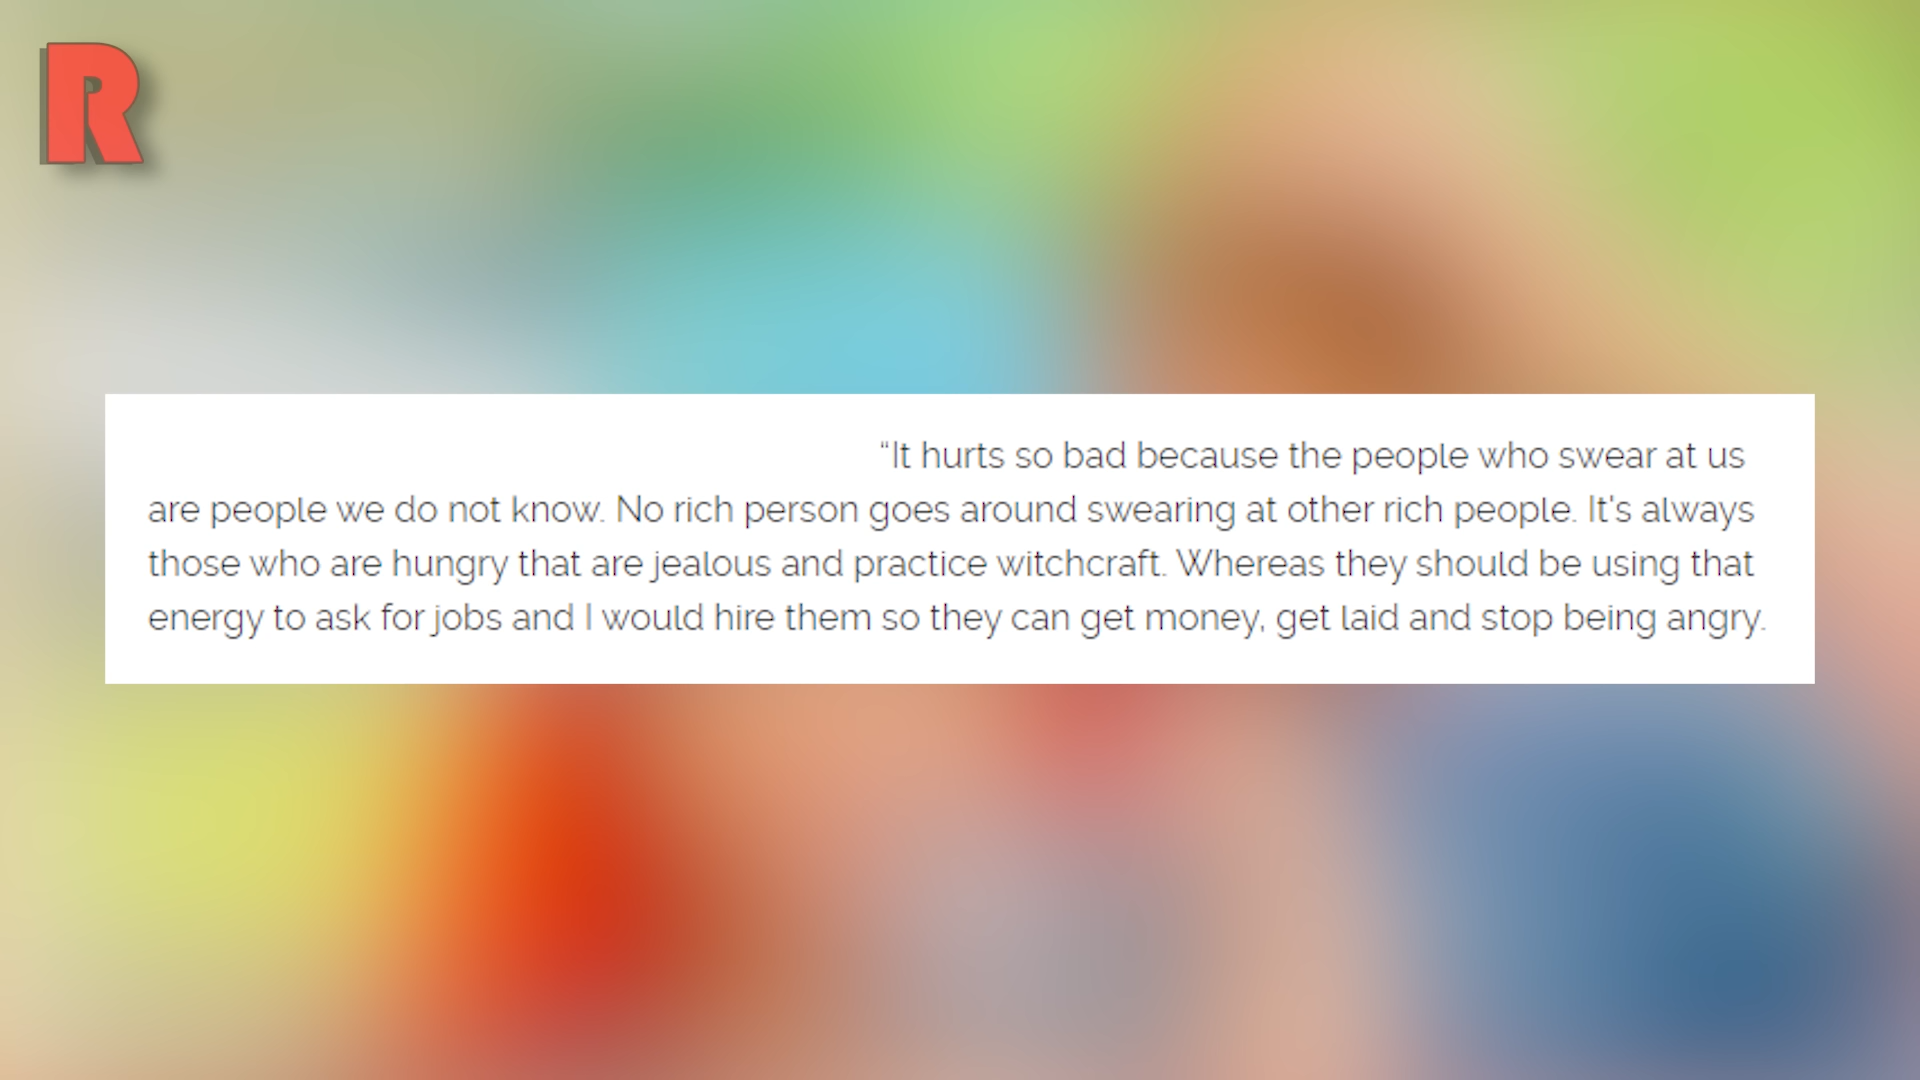 R
“It hurts so bad because the people who swear at us
are people we do not know. No rich person goes around swearing at other rich people. It's always
those who are hungry that are jealous and practice witchcraft. Whereas they should be using that
energy to ask for jobs and I would hire them so they can get money, get laid and stop being angry.